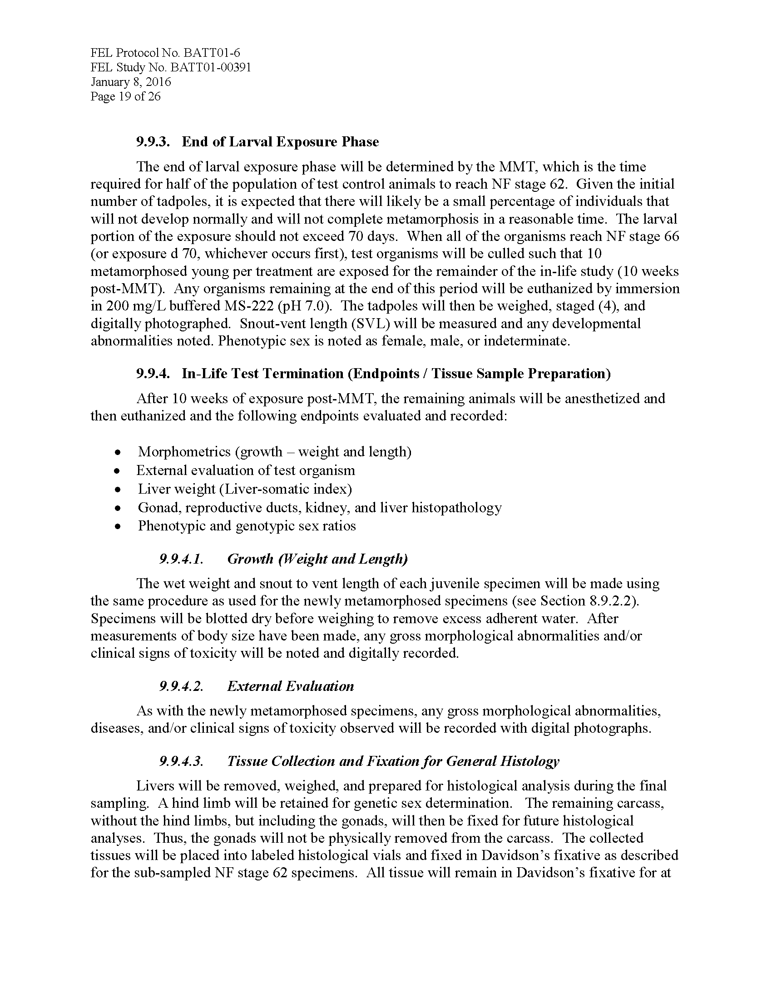 FEL Protocol No. BATT01-6
FEL Study No. BATT01-00391
January 8, 2016
Page 19 of 26
9.9.3. End of Larval Exposure Phase
The end of larval exposure phase will be determined by the MMT, which is the time
required for half of the population of test control animals to reach NF stage 62. Given the initial
number of tadpoles, it is expected that there will likely be a small percentage of individuals that
will not develop normally and will not complete metamorphosis in a reasonable time. The larval
portion of the exposure should not exceed 70 days. When all of the organisms reach NF stage 66
(or exposure d 70, whichever occurs first), test organisms will be culled such that 10
metamorphosed young per treatment are exposed for the remainder of the in-life study (10 weeks
post-MMT). Any organisms remaining at the end of this period will be euthanized by immersion
in 200 mg/L buffered MS-222 (pH 7.0). The tadpoles will then be weighed, staged (4), and
digitally photographed. Snout-vent length (SVL) will be measured and any developmental
abnormalities noted. Phenotypic sex is noted as female, male, or indeterminate.
9.9.4. In-Life Test Termination (Endpoints / Tissue Sample Preparation)
After 10 weeks of exposure post-MMT, the remaining animals will be anesthetized and
then euthanized and the following endpoints evaluated and recorded:
• Morphometrics (growth – weight and length)
• External evaluation of test organism
• Liver weight (Liver-somatic index)
• Gonad, reproductive ducts, kidney, and liver histopathology
• Phenotypic and genotypic sex ratios
9.9.4.1. Growth (Weight and Length)
The wet weight and snout to vent length of each juvenile specimen will be made using
the same procedure as used for the newly metamorphosed specimens (see Section 8.9.2.2).
Specimens will be blotted dry before weighing to remove excess adherent water. After
measurements of body size have been made, any gross morphological abnormalities and/or
clinical signs of toxicity will be noted and digitally recorded.
9.9.4.2. External Evaluation
As with the newly metamorphosed specimens, any gross morphological abnormalities,
diseases, and/or clinical signs of toxicity observed will be recorded with digital photographs.
9.9.4.3. Tissue Collection and Fixation for General Histology
Livers will be removed, weighed, and prepared for histological analysis during the final
sampling. A hind limb will be retained for genetic sex determination. The remaining carcass,
without the hind limbs, but including the gonads, will then be fixed for future histological
analyses. Thus, the gonads will not be physically removed from the carcass. The collected
tissues will be placed into labeled histological vials and fixed in Davidson’s fixative as described
for the sub-sampled NF stage 62 specimens. All tissue will remain in Davidson’s fixative for at